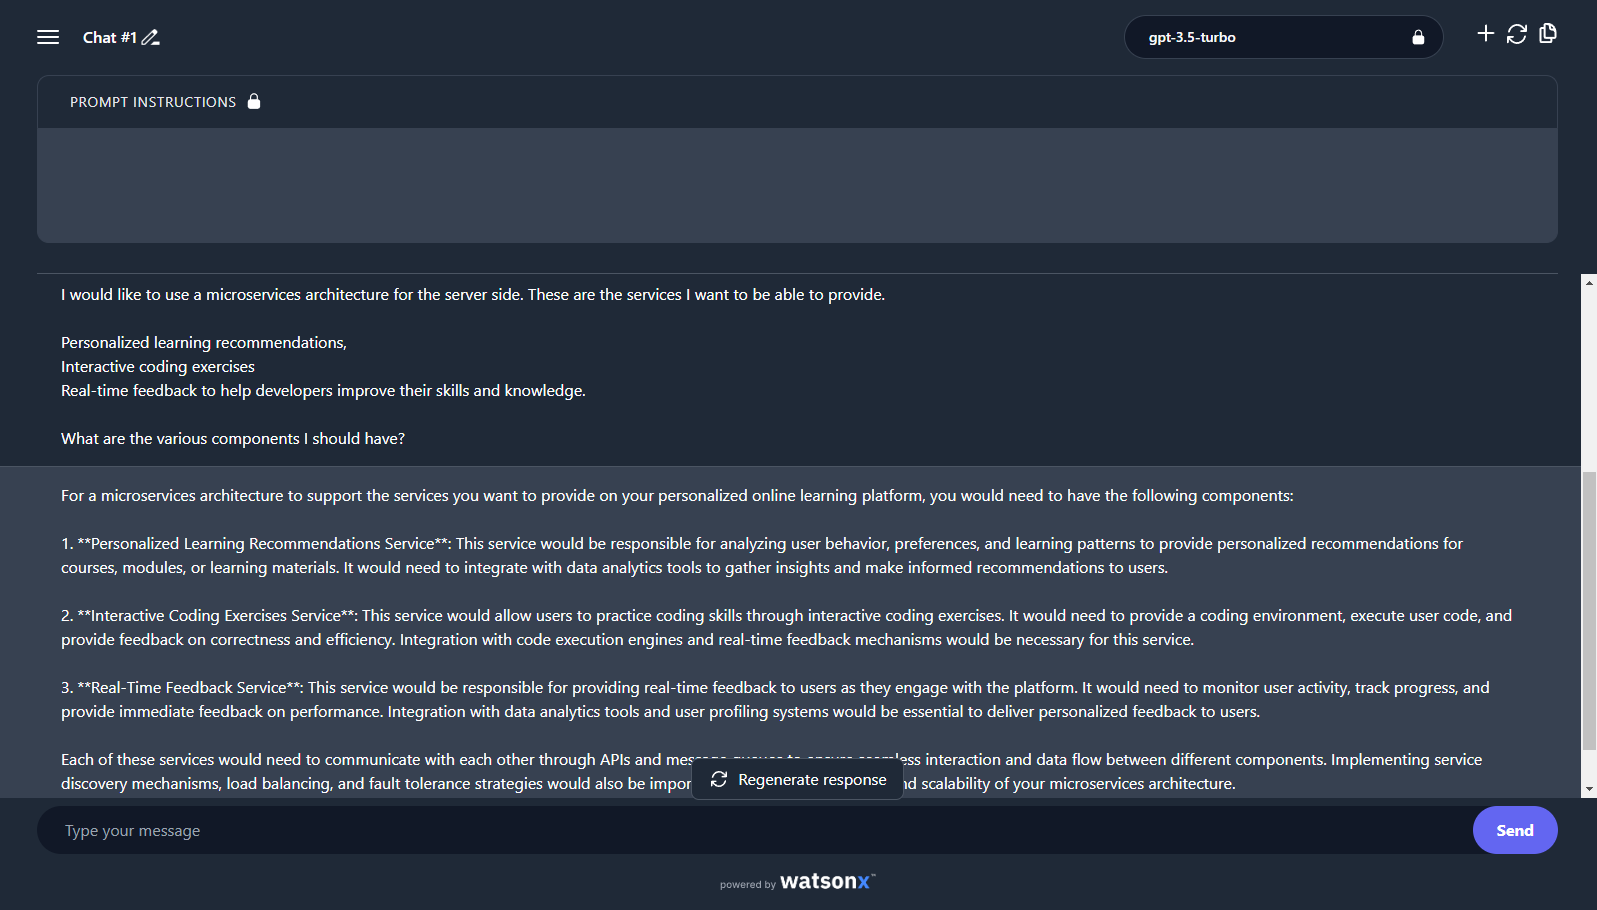 Chat #1
gpt-3.5-turbo
PROMPT INSTRUCTIONS
I would like to use a microservices architecture for the server side. These are the services I want to be able to provide.
Personalized learning recommendations,
Interactive coding exercises
Real-time feedback to help developers improve their skills and knowledge.
What are the various components I should have?
For a microservices architecture to support the services you want to provide on your personalized online learning platform, you would need to have the following components:
1. **Personalized Learning Recommendations Service**: This service would be responsible for analyzing user behavior, preferences, and learning patterns to provide personalized recommendations for
courses, modules, or learning materials. It would need to integrate with data analytics tools to gather insights and make informed recommendations to users.
2. **Interactive Coding Exercises Service**: This service would allow users to practice coding skills through interactive coding exercises. It would need to provide a coding environment, execute user code, and
provide feedback on correctness and efficiency. Integration with code execution engines and real-time feedback mechanisms would be necessary for this service.
3. **Real-Time Feedback Service**: This service would be responsible for providing real-time feedback to users as they engage with the platform. It would need to monitor user activity, track progress, and
provide immediate feedback on performance. Integration with data analytics tools and user profiling systems would be essential to deliver personalized feedback to users.
Each of these services would need to communicate with each other through APIs and message queues to ensure seamless interaction and data flow between different components. Implementing service
discovery mechanisms, load balancing, and fault tolerance strategies would also be scalability of your microservices architecture.
Regenerate response
Type your message
Send
powered by watsonx™